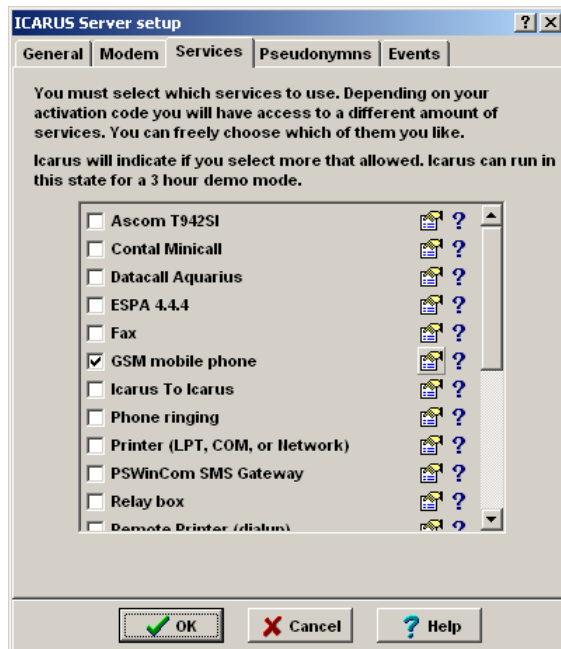 ICARUS Server setup
General
Modem
Services
Pseudonymns
Events
You must select which services to use. Depending on your
activation code you will have access to a different amount of
services. You can freely choose which of them you like.
Icarus will indicate if you select more that allowed. Icarus can run in
this state for a 3 hour demo mode.
Ascom T942SI
Contal Minicall
Datacall Aquarius
ESPA 4.4.4
Fax
GSM mobile phone
Icarus To Icarus
Phone ringing
Printer (LPT, COM, or Network)
PSWinCom SMS Gateway
Relay box
Remote Printer (dialup)
OK
Cancel
Help